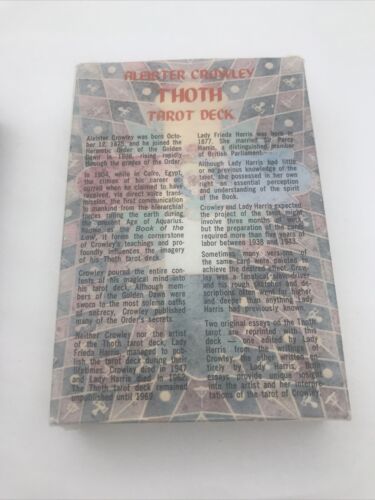 ALEISTER CROWLEY
THOTH
TAROT DECK
Aleister Crowley was born Octo-
ber 12, 1875, and he joined the
Hermetic Order of the Golden
Dawn in 1898, rising rapidly
through the grades of the Order.
In 1904, while in Cairo, Egypt,
the climax of his career oc-
curred when he claimed to have
received, via direct voice trans-
mission, the first communication
to mankind from the hierarchial
forces ruling the earth during
the present Age of Aquarius.
Known as the Book of the
Law, it forms the cornerstone
of Crowley's teachings and pro-
foundly influences the imagery
of his Thoth tarot deck.
Crowley poured the entire con-
tents of his magical mind into
his tarot deck. Although mem-
bers of the Golden Dawn were
sworn to the most solemn oaths
of secrecy, Crowley published
many of the Order's secrets.
Neither Crowley nor the artist
of the Thoth tarot deck, Lady
Frieda Harris, managed to pub-
lish the tarot deck during their
lifetimes. Crowley died in 1947
and Lady Harris died in 1962.
The Thoth tarot deck remained
unpublished until 1969.
Lady Frieda Harris was born in
1877. She married Sir Percy
Harris, a distinguished member
of British Parliament.
Although Lady Harris had little
or no previous knowledge of the
tarot, she possessed in her own
right an essential perception
and understanding of the spirit
of the Book.
Crowley and Lady Harris expected
the project of the tarot might
involve three months of work,
but the preparation of the cards
required more than five years of
labor between 1938 and 1943.
Sometimes many versions of
the same card were painted to
achieve the desired effect. Crow-
ley was a fanatical slave-driver
and his rough sketches and de-
scriptions often went far higher
and deeper than anything Lady
Harris had previously known.
Two original essays on the Thoth
tarot are reprinted with this
deck — one edited by Lady
Harris from the writings of
Crowley, the other written en-
tirely by Lady Harris. Both
essays provide unique insight
into the artist and her interpre-
tations of the tarot of Crowley.